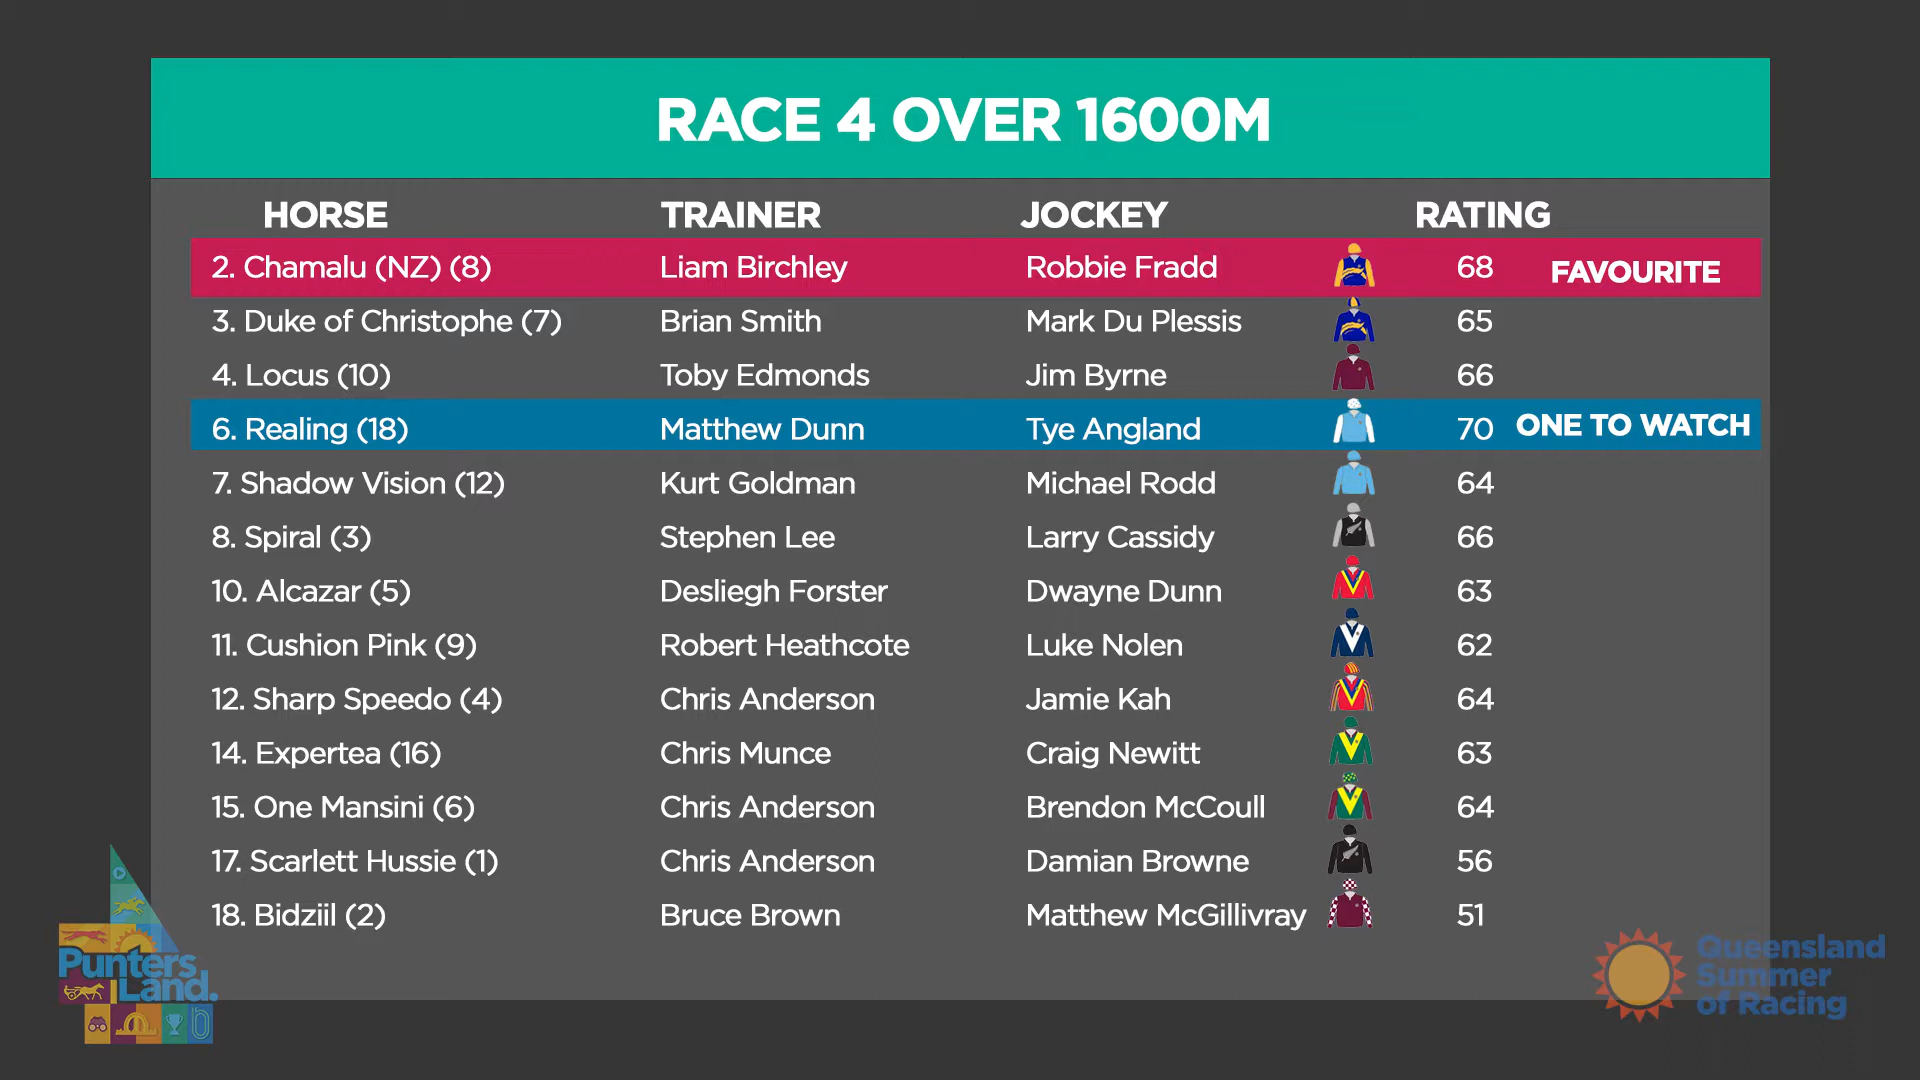 RACE 4 OVER 1600M
HORSE TRAINER JOCKEY RATING
2. Chamalu (NZ) (8) Liam Birchley Robbie Fradd 68 FAVOURITE
3. Duke of Christophe (7) Brian Smith Mark Du Plessis 65
4. Locus (10) Toby Edmonds Jim Byrne 66
6. Realing (18) Matthew Dunn Tye Angland 70 ONE TO WATCH
7. Shadow Vision (12) Kurt Goldman Michael Rodd 64
8. Spiral (3) Stephen Lee Larry Cassidy 66
10. Alcazar (5) Desliegh Forster Dwayne Dunn 63
11. Cushion Pink (9) Robert Heathcote Luke Nolen 62
12. Sharp Speedo (4) Chris Anderson Jamie Kah 64
14. Expertea (16) Chris Munce Craig Newitt 63
15. One Mansini (6) Chris Anderson Brendon McCoull 64
17. Scarlett Hussie (1) Chris Anderson Damian Browne 56
18. Bidziil (2) Bruce Brown Matthew McGillivray 51
Punters
Land.
Queensland
Summer
of Racing